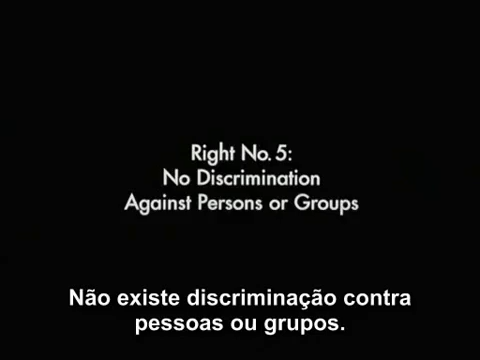 Right No. 5:
No Discrimination
Against Persons or Groups
Não existe discriminação contra
pessoas ou grupos.